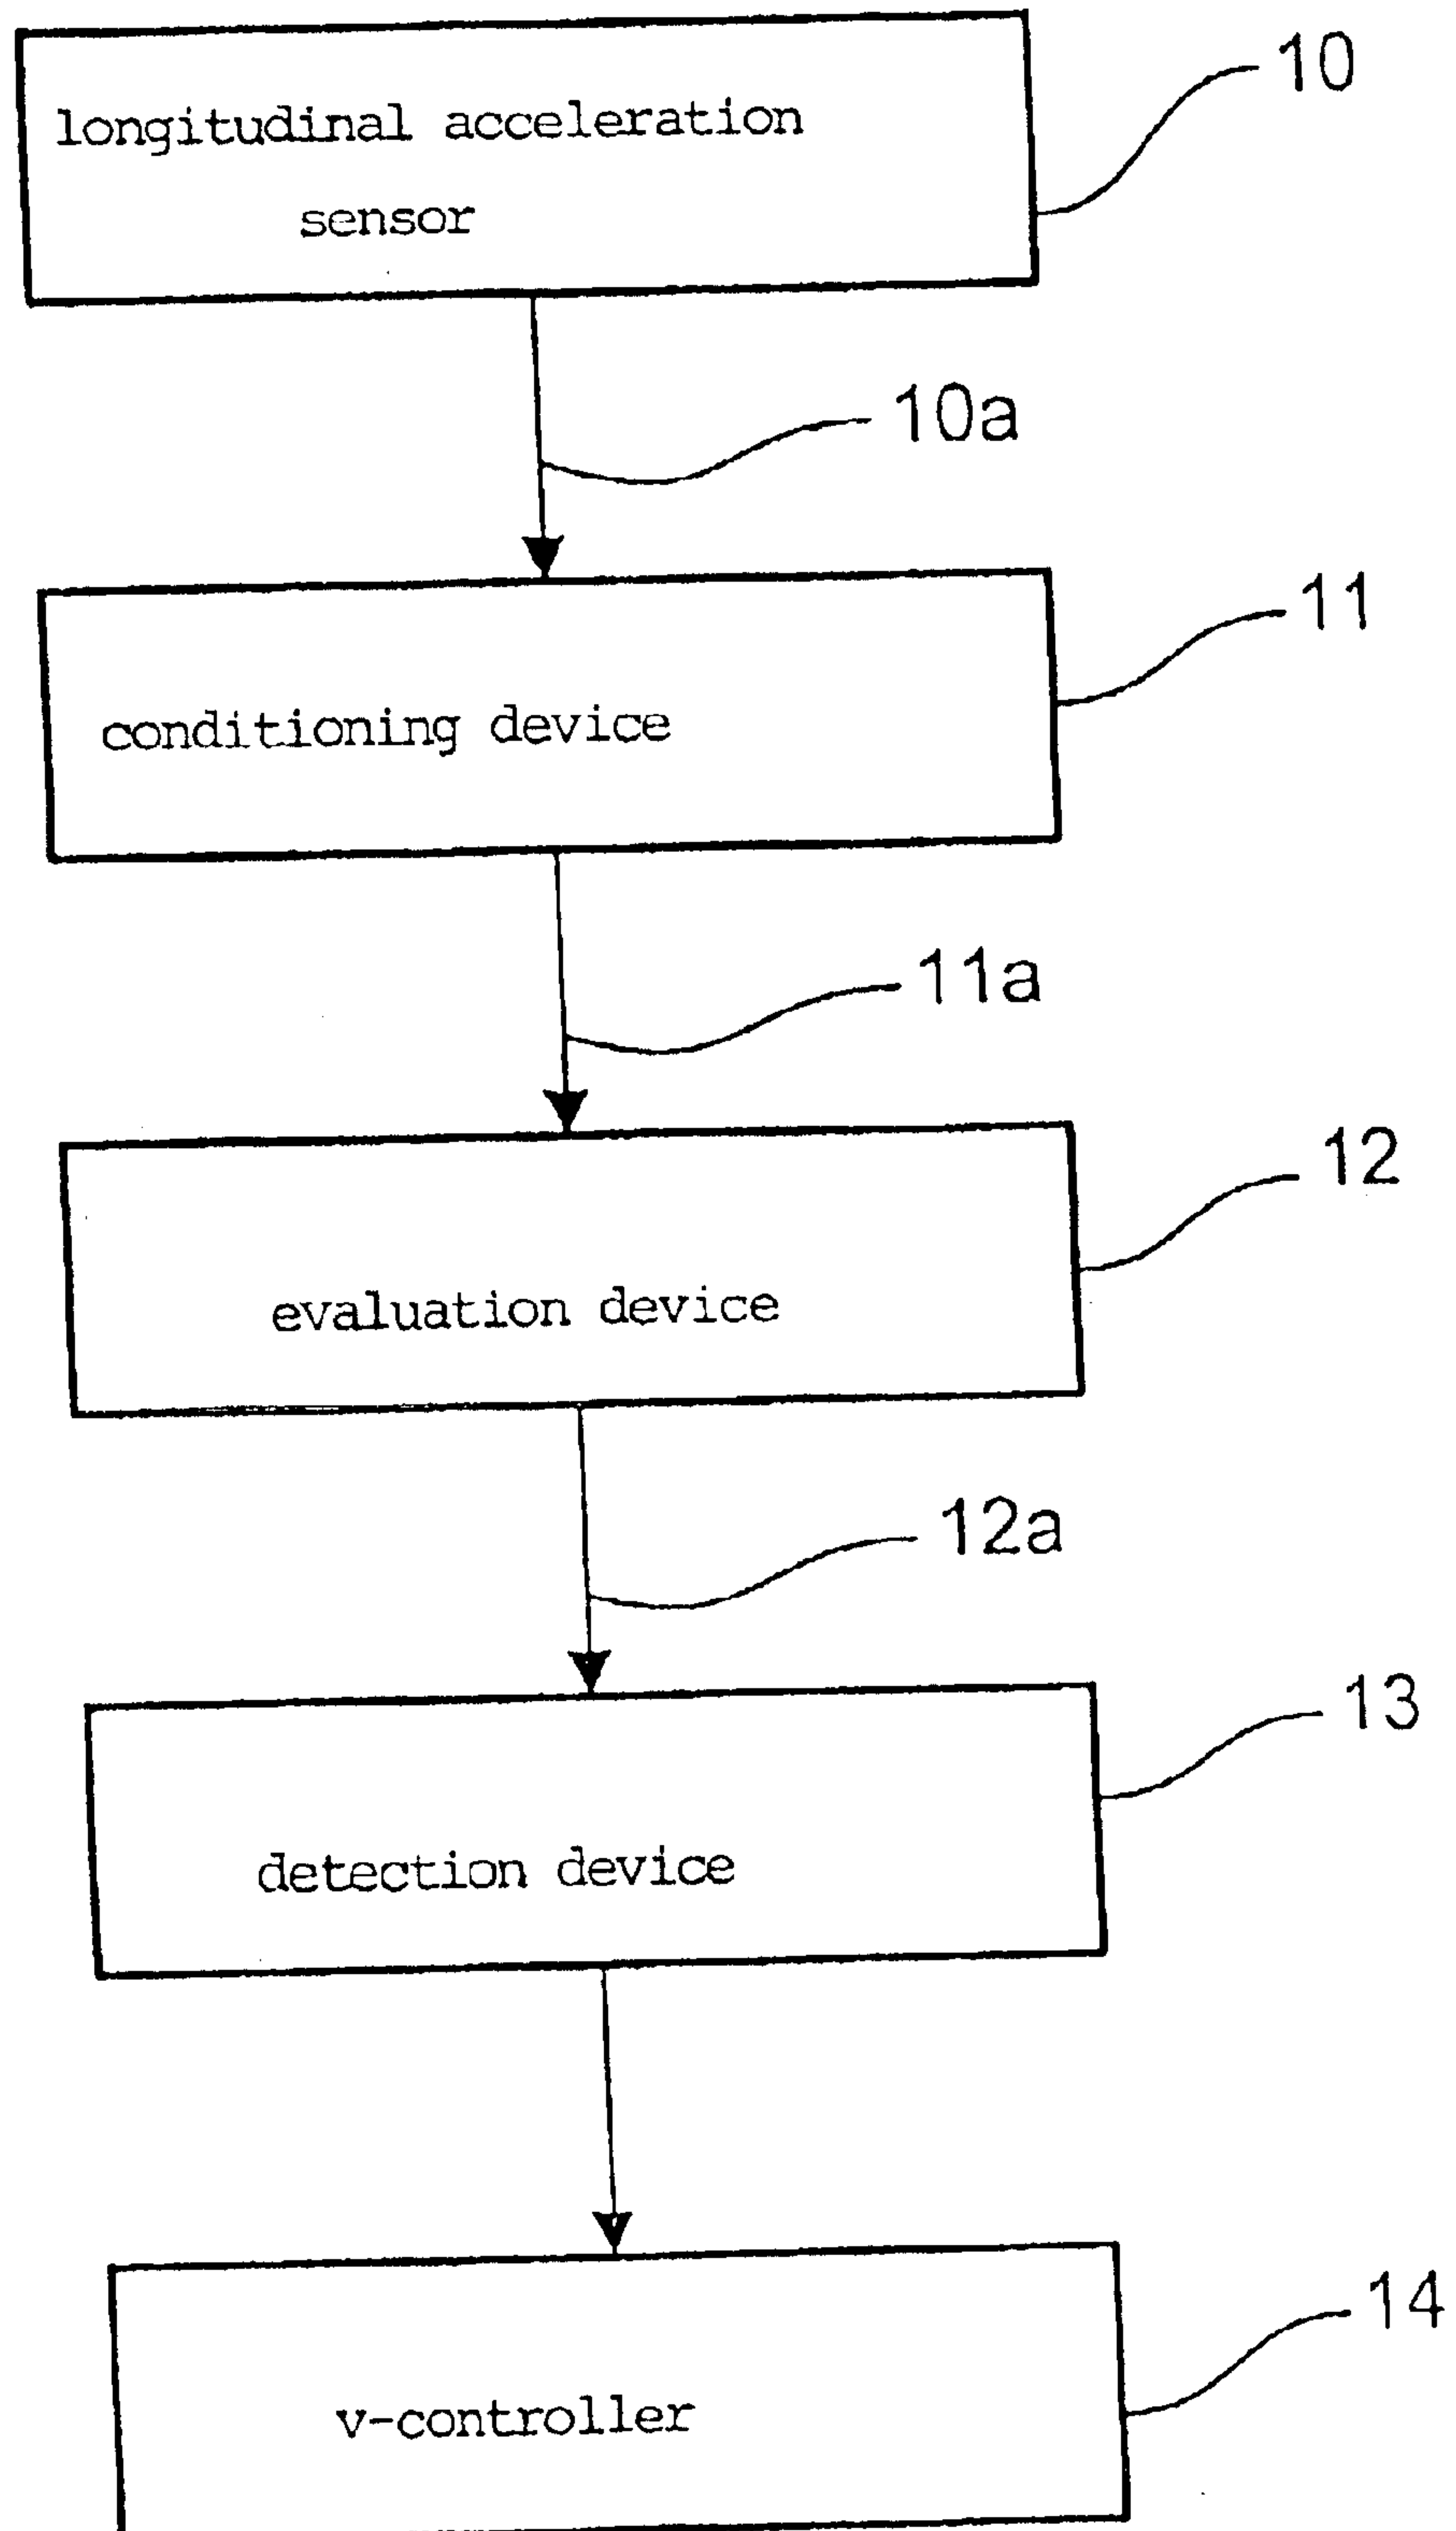 longitudinal acceleration
sensor
10
10a
conditioning device
11
11a
evaluation device
12
12a
detection device
13
v-controller
14